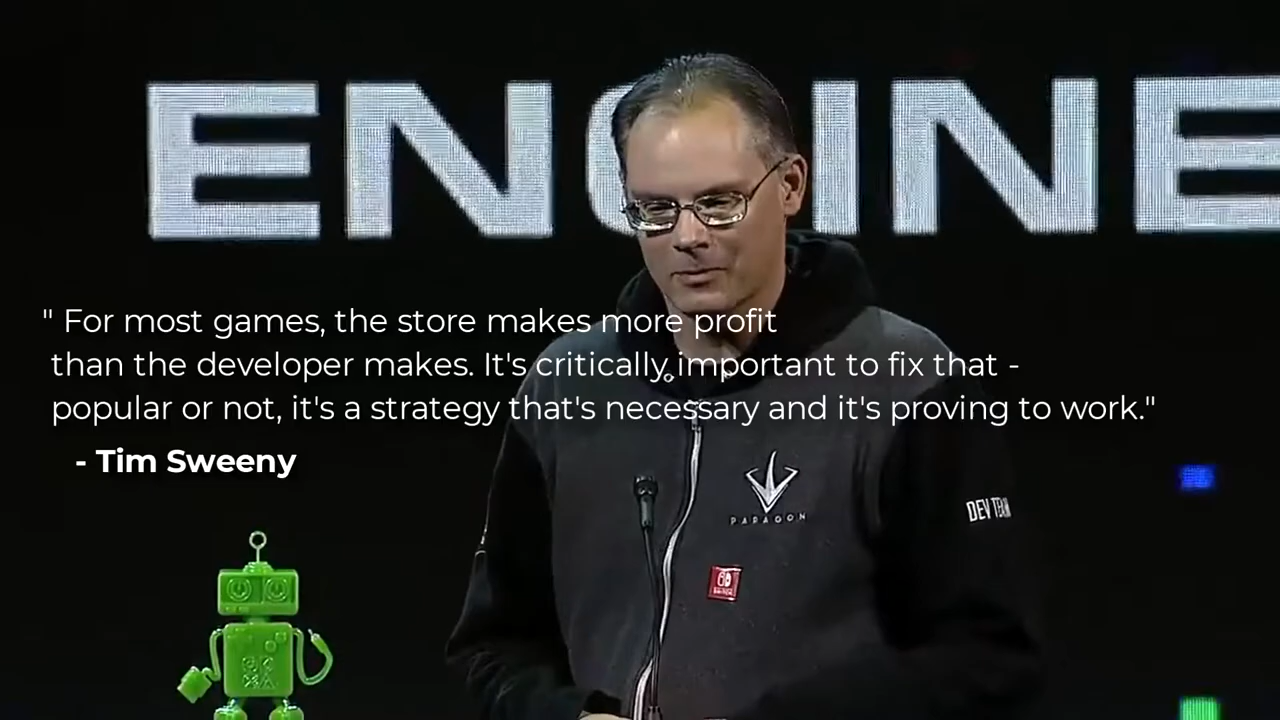 ENGINE
" For most games, the store makes more profit
than the developer makes. It's critically important to fix that -
popular or not, it's a strategy that's necessary and it's proving to work."
- Tim Sweeny
PARAGON
DEV TEAM